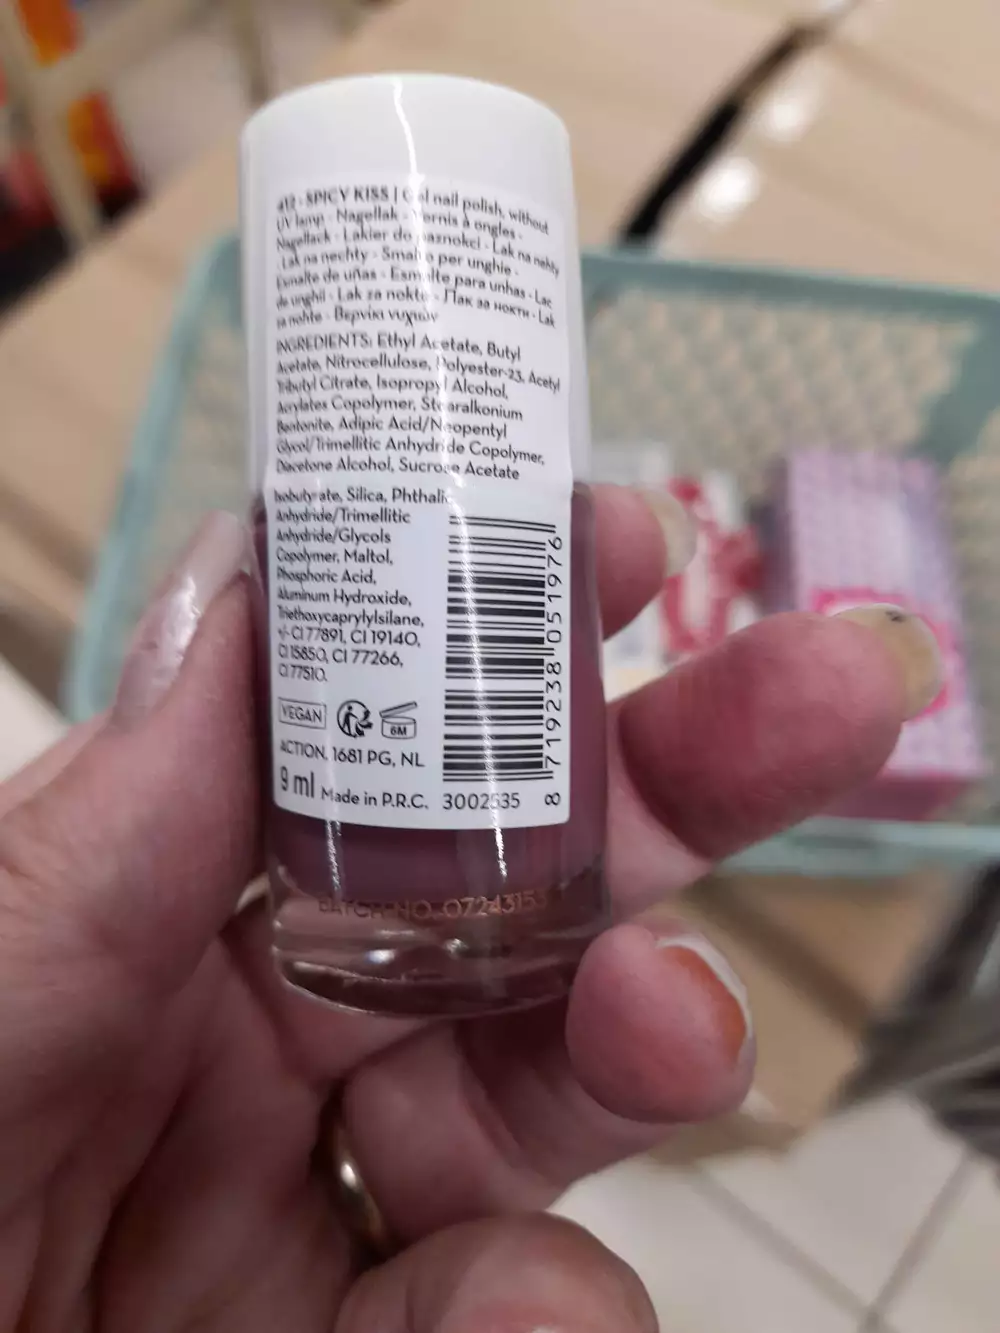 412 - SPICY KISS | Gel nail polish, without
UV lamp - Nagellak - Vernis à ongles -
Nagellack - Lakier do paznokci - Lak na nehty
- Lak na nechty - Smalto per unghie -
Esmalte de uñas - Esmalte para unhas - Lac
de unghii - Lak za nokte - Лак за нокти - Lak
za nohte - Βερνίκι νυχιών
INGREDIENTS: Ethyl Acetate, Butyl
Acetate, Nitrocellulose, Polyester-23, Acetyl
Tributyl Citrate, Isopropyl Alcohol,
Acrylates Copolymer, Stearalkonium
Bentonite, Adipic Acid/Neopentyl
Glycol/Trimellitic Anhydride Copolymer,
Diacetone Alcohol, Sucrose Acetate
Isobutyrate, Silica, Phthalic
Anhydride/Trimellitic
Anhydride/Glycols
Copolymer, Maltol,
Phosphoric Acid,
Aluminum Hydroxide,
Triethoxycaprylylsilane,
+/- CI 77891, CI 19140,
CI 15850, CI 77266,
CI 77510.
VEGAN
6M
ACTION, 1681 PG, NL
9 ml Made in P.R.C. 3002535
8 719238 051976
BATCH NO. 07243153